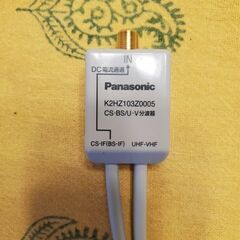 IN
DC電流通過
Panasonic
K2HZ103Z0005
CS·BS/U·V分波器
CS-IF(BS-IF) UHF·VHF